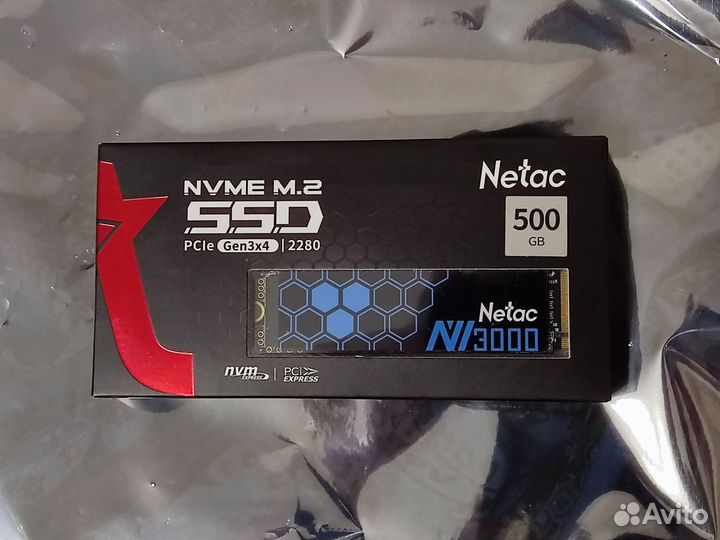 NVME M.2
SSD
PCIe Gen3x4 | 2280
Netac
500
GB
Netac
NV3000
nvm
EXPRESS
PCI
EXPRESS
Avito